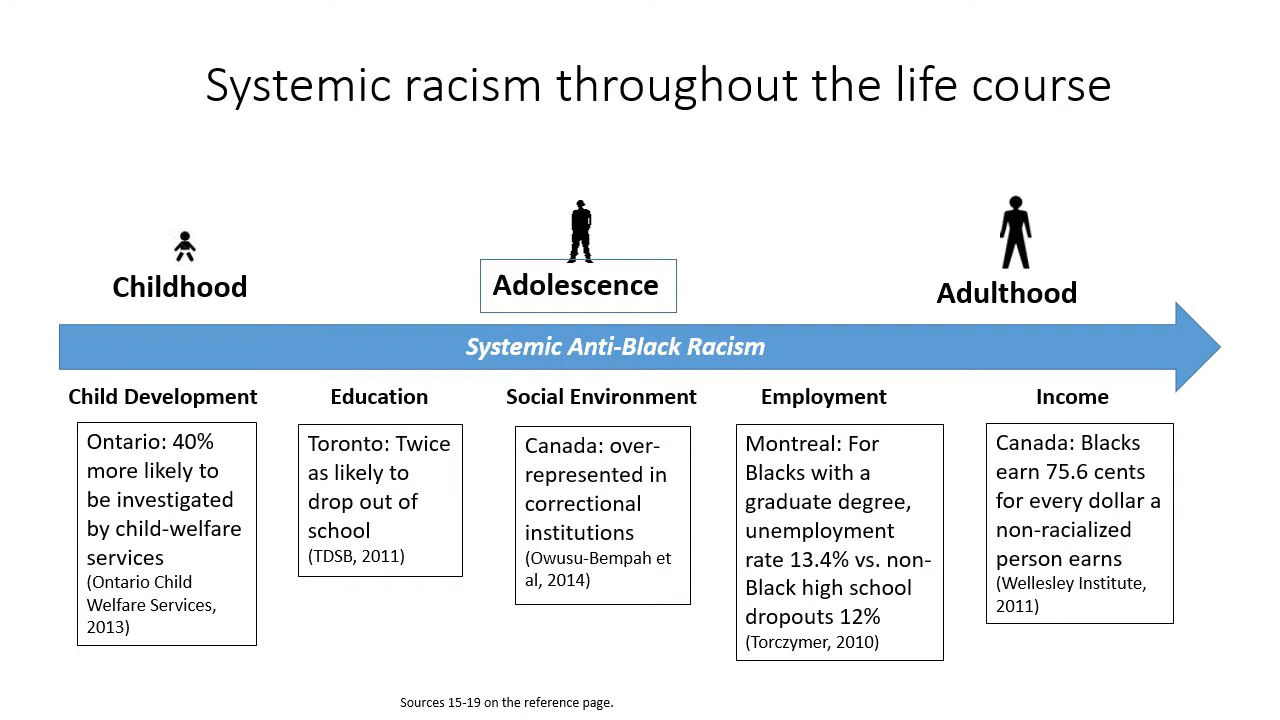 Systemic racism throughout the life course
Childhood
Adolescence
Adulthood
Systemic Anti-Black Racism
Child Development
Ontario: 40%
more likely to
be investigated
by child-welfare
services
(Ontario Child
Welfare Services,
2013)
Education
Toronto: Twice
as likely to
drop out of
school
(TDSB, 2011)
Social Environment
Canada: over-
represented in
correctional
institutions
(Owusu-Bempah et
al, 2014)
Employment
Montreal: For
Blacks with a
graduate degree,
unemployment
rate 13.4% vs. non-
Black high school
dropouts 12%
(Torczymer, 2010)
Income
Canada: Blacks
earn 75.6 cents
for every dollar a
non-racialized
person earns
(Wellesley Institute,
2011)
Sources 15-19 on the reference page.